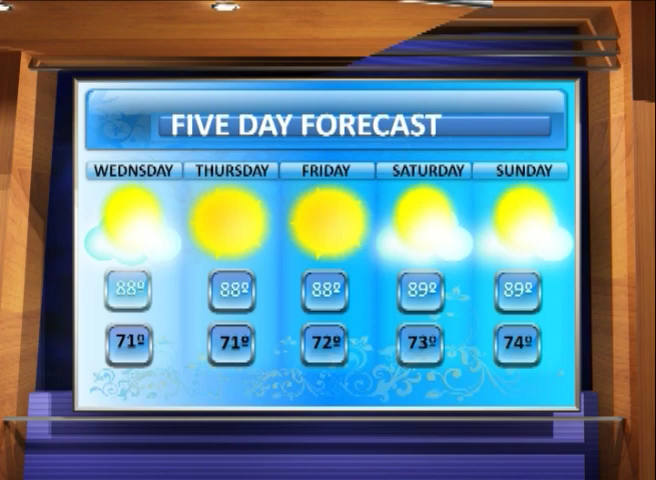 FIVE DAY FORECAST
WEDNSDAY THURSDAY FRIDAY SATURDAY SUNDAY
88º 88º 88º 89º 89º
71º 71º 72º 73º 74º